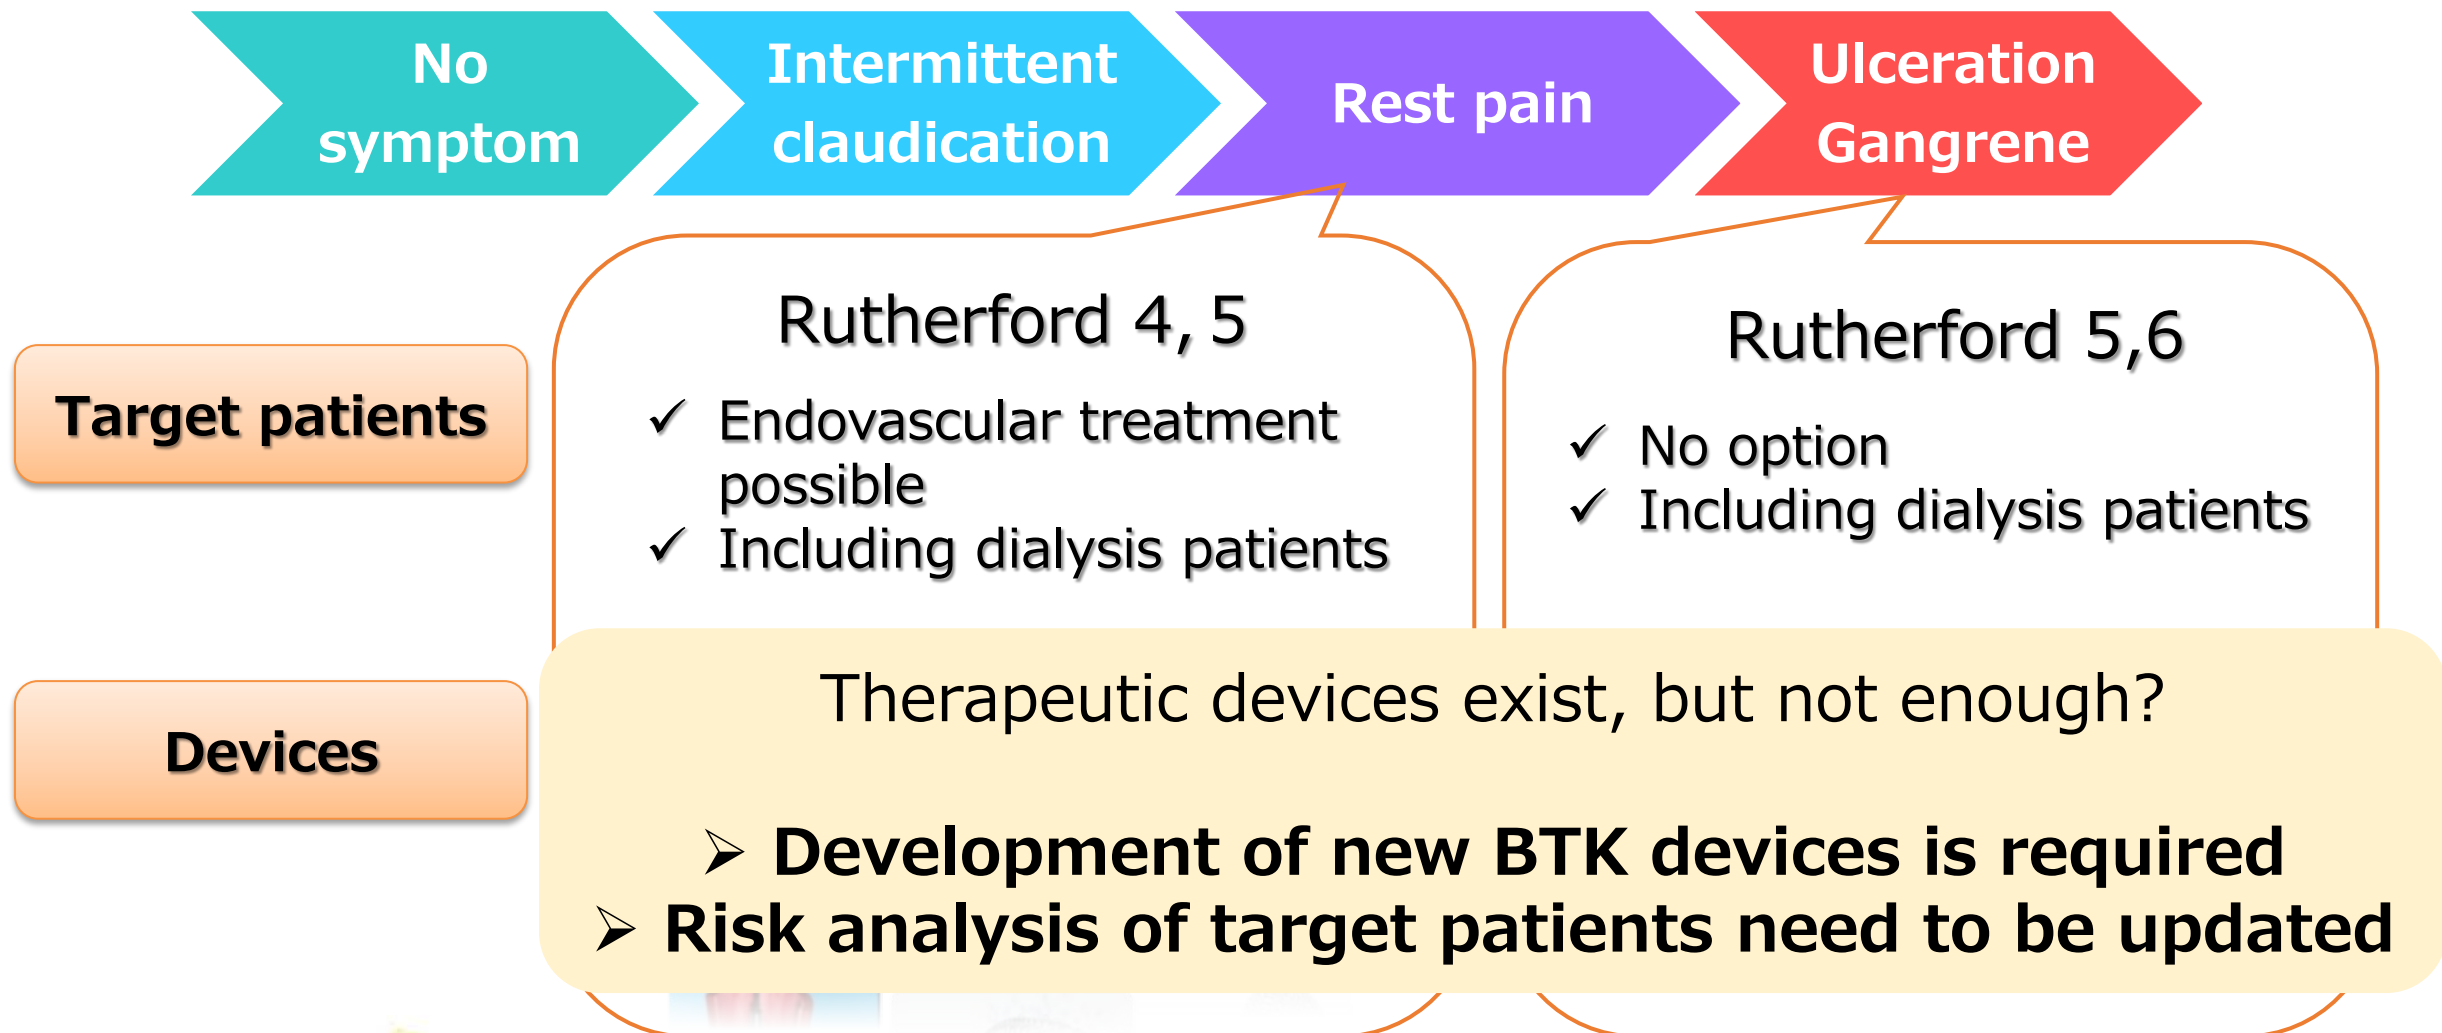 No
symptom
Intermittent
claudication
Rest pain
Ulceration
Gangrene
Target patients
Rutherford 4, 5
✓ Endovascular treatment
possible
✓ Including dialysis patients
Rutherford 5,6
✓ No option
✓ Including dialysis patients
Devices
Therapeutic devices exist, but not enough?
➢ Development of new BTK devices is required
➢ Risk analysis of target patients need to be updated